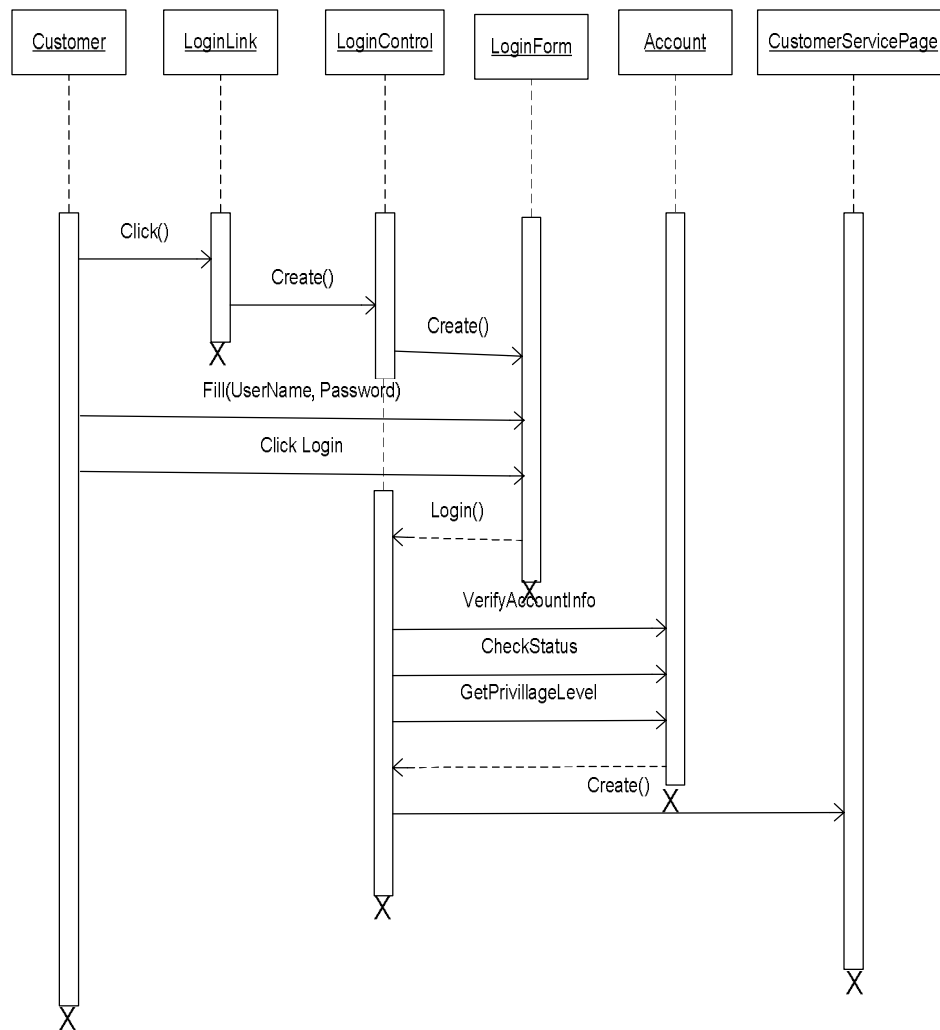 Customer
LoginLink
LoginControl
LoginForm
Account
CustomerServicePage
Click()
Create()
Create()
Fill(UserName, Password)
Click Login
Login()
X
X
VerifyAccountInfo
CheckStatus
GetPrivillageLevel
Create()
X
X
X
X